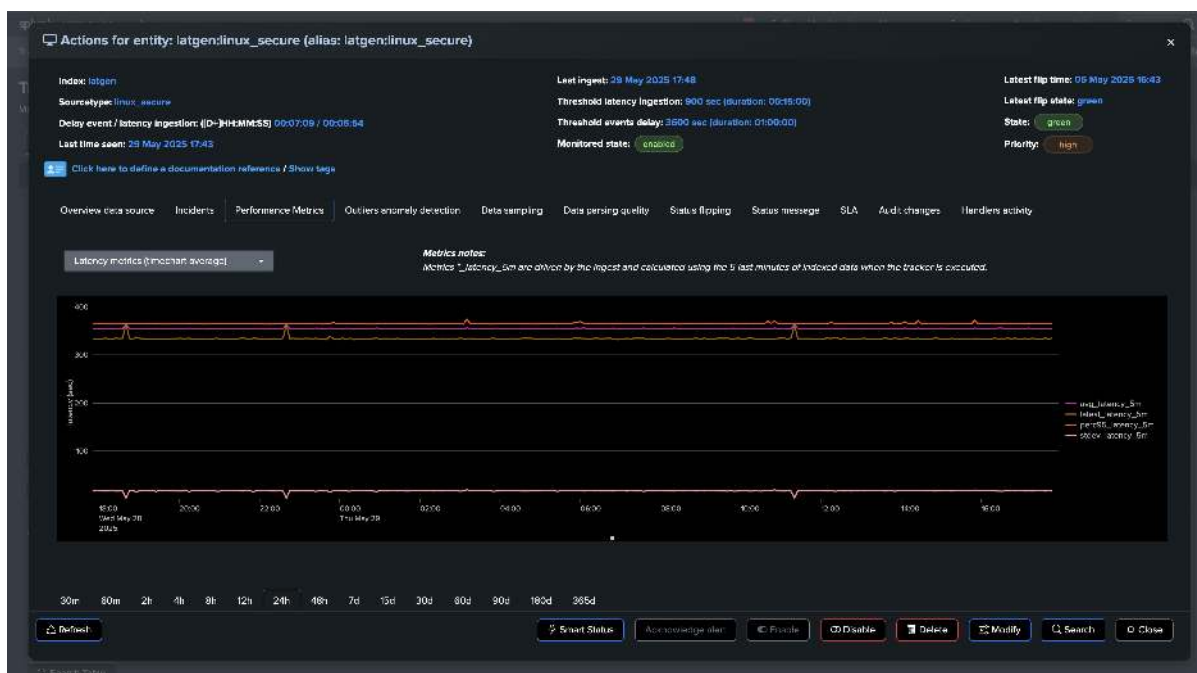 Actions for entity: latgen:linux_secure (alias: latgen:linux_secure)
Index: latgen
Sourcetype: linux_secure
Delay event / latency ingestion: ([D+]HH:MM:SS) 00:07:09 / 00:05:54
Last time seen: 29 May 2025 17:43
Last ingest: 29 May 2025 17:48
Threshold latency ingestion: 900 sec (duration: 00:15:00)
Threshold events delay: 3600 sec (duration: 01:00:00)
Monitored state: enabled
Latest flip time: 06 May 2025 16:43
Latest flip state: green
State: green
Priority: high
Click here to define a documentation reference / Show tags
Overview data source Incidents Performance Metrics Outliers anomaly detection Data sampling Data parsing quality Status flipping Status message SLA Audit changes Handlers activity
Latency metrics (timechart average)
Metrics notes:
Metrics *_latency_5m are driven by the ingest and calculated using the 5 last minutes of indexed data when the tracker is executed.
400
300
200
100
latency (sec)
avg_latency_5m
latest_latency_5m
perc95_latency_5m
stdev_latency_5m
18:00 20:00 22:00 00:00 02:00 04:00 06:00 08:00 10:00 12:00 14:00 16:00
Wed May 28 Thu May 29
2025
30m 60m 2h 4h 8h 12h 24h 48h 7d 15d 30d 60d 90d 180d 365d
Refresh Smart Status Acknowledge alert Enable Disable Delete Modify Search Close